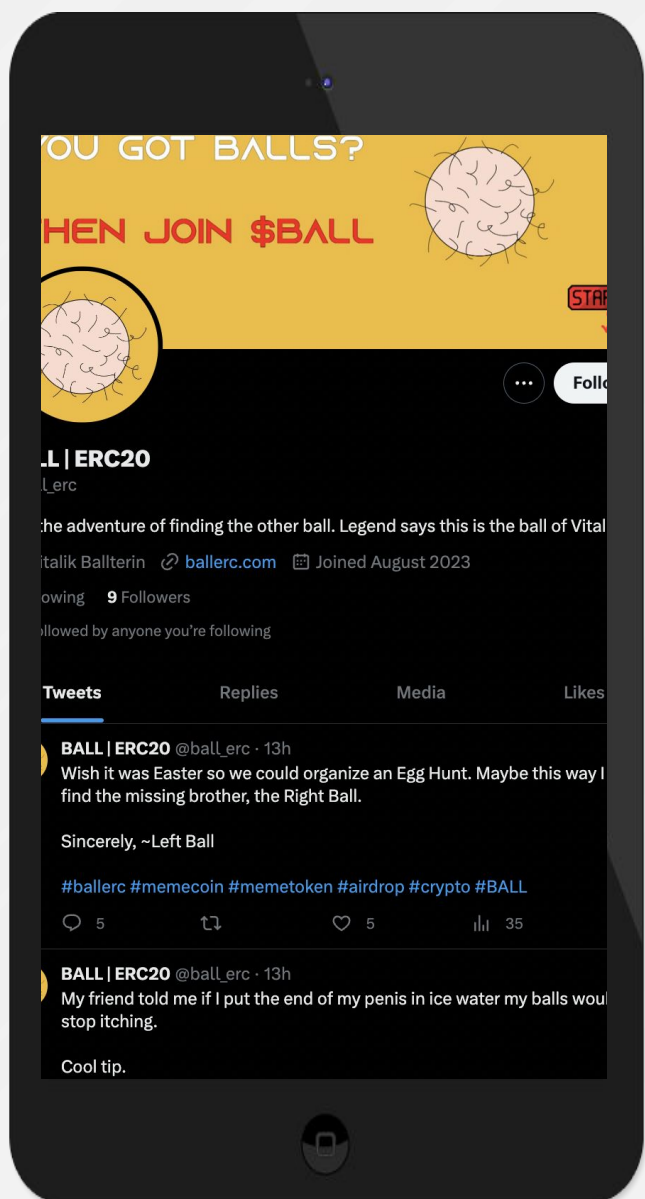 OU GOT BALLS?
HEN JOIN $BALL
STAR
Follo
LL | ERC20
l_erc
the adventure of finding the other ball. Legend says this is the ball of Vital
italik Ballterin ballerc.com Joined August 2023
owing 9 Followers
ollowed by anyone you're following
Tweets Replies Media Likes
BALL | ERC20 @ball_erc · 13h
Wish it was Easter so we could organize an Egg Hunt. Maybe this way I
find the missing brother, the Right Ball.
Sincerely, ~Left Ball
#ballerc #memecoin #memetoken #airdrop #crypto #BALL
5 5 35
BALL | ERC20 @ball_erc · 13h
My friend told me if I put the end of my penis in ice water my balls woul
stop itching.
Cool tip.